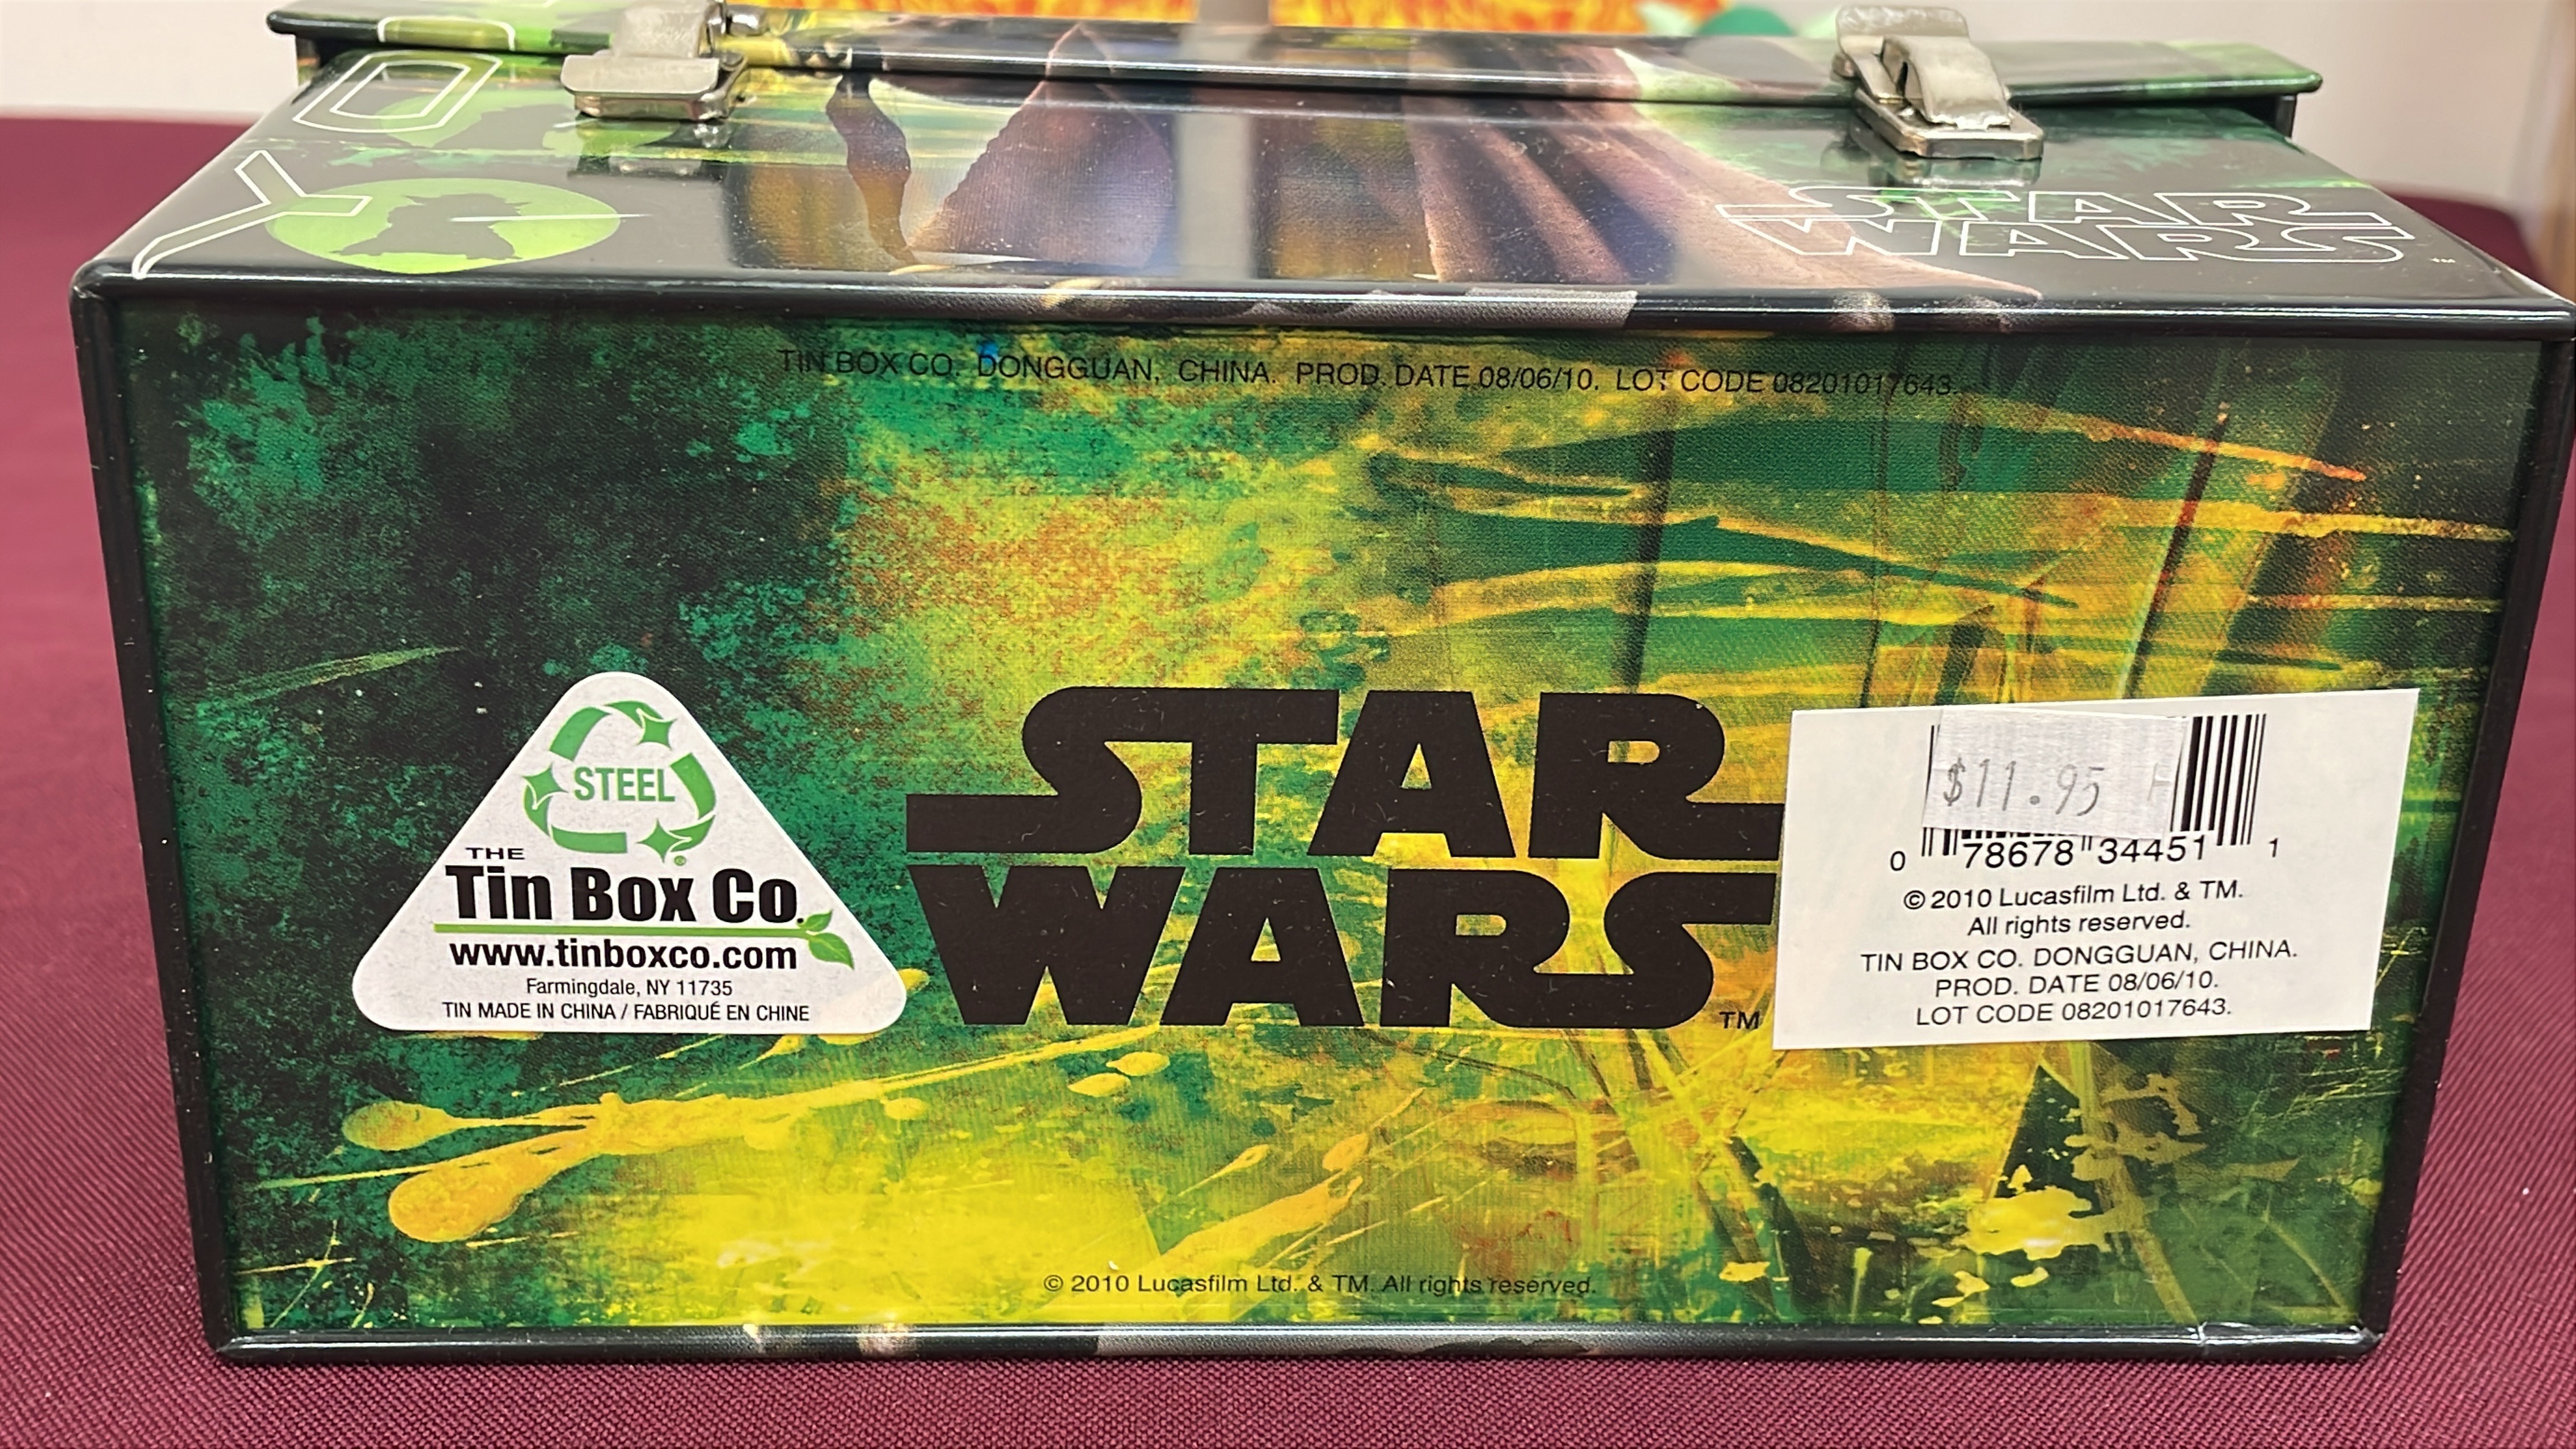 YO
STAR
WARS
TM
TIN BOX CO. DONGGUAN, CHINA. PROD. DATE 08/06/10. LOT CODE 08201017643.
STEEL
THE
Tin Box Co.
www.tinboxco.com
Farmingdale, NY 11735
TIN MADE IN CHINA / FABRIQUÉ EN CHINE
STAR
WARS
TM
$11.95
0 78678 34451 1
© 2010 Lucasfilm Ltd. & TM.
All rights reserved.
TIN BOX CO. DONGGUAN, CHINA.
PROD. DATE 08/06/10.
LOT CODE 08201017643.
© 2010 Lucasfilm Ltd. & TM. All rights reserved.